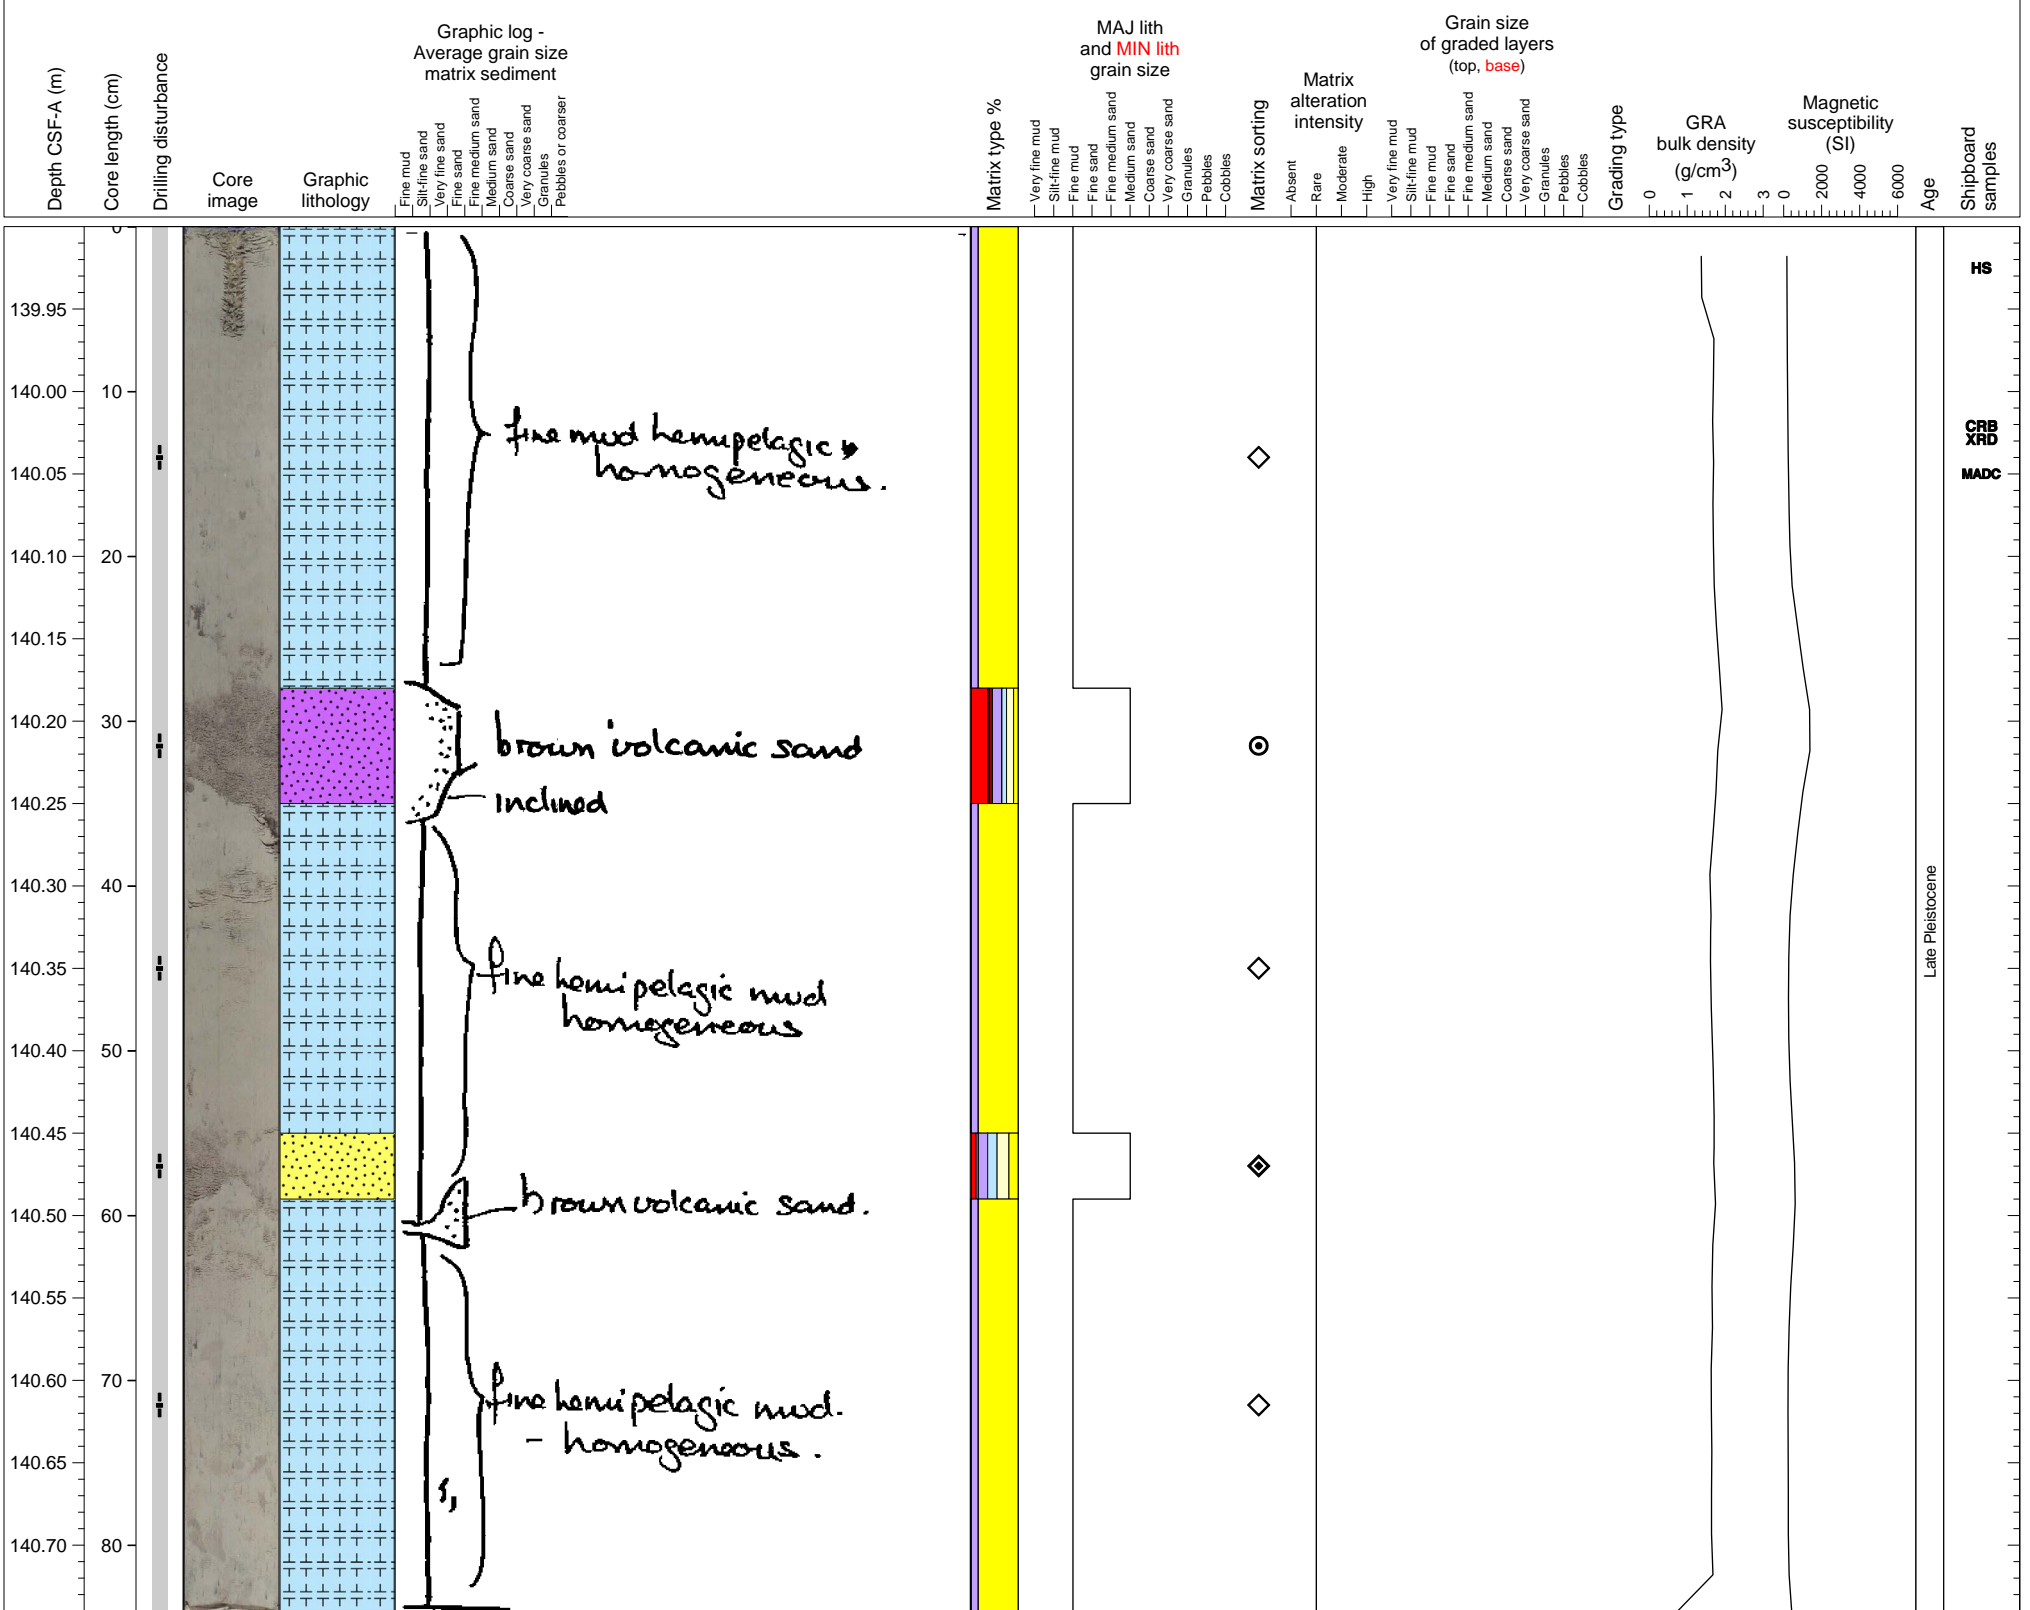 Depth CSF-A (m)
Core length (cm)
Drilling disturbance
Core
image
Graphic
lithology
Graphic log -
Average grain size
matrix sediment
Fine mud
Silt-fine sand
Very fine sand
Fine sand
Fine medium sand
Medium sand
Coarse sand
Very coarse sand
Granules
Pebbles or coarser
Matrix type %
MAJ lith
and MIN lith
grain size
Very fine mud
Silt-fine mud
Fine mud
Fine sand
Fine medium sand
Medium sand
Coarse sand
Very coarse sand
Granules
Pebbles
Cobbles
Matrix sorting
Matrix
alteration
intensity
Absent
Rare
Moderate
High
Grain size
of graded layers
(top, base)
Very fine mud
Silt-fine mud
Fine mud
Fine sand
Fine medium sand
Medium sand
Coarse sand
Very coarse sand
Granules
Pebbles
Cobbles
Grading type
GRA
bulk density
(g/cm3)
0 1 2 3
Magnetic
susceptibility
(SI)
0 2000 4000 6000
Age
Shipboard
samples
0
HS
139.95
140.00 10
fine mud hemipelagic
homogeneous.
CRB
XRD
MADC
140.05
140.10 20
140.15
140.20 30
brown volcanic sand
140.25
inclined
140.30 40
140.35
fine hemipelagic mud
homogeneous
Late Pleistocene
140.40 50
140.45
140.50 60
brown volcanic sand.
140.55
140.60 70
fine hemipelagic mud.
- homogeneous.
140.65
140.70 80